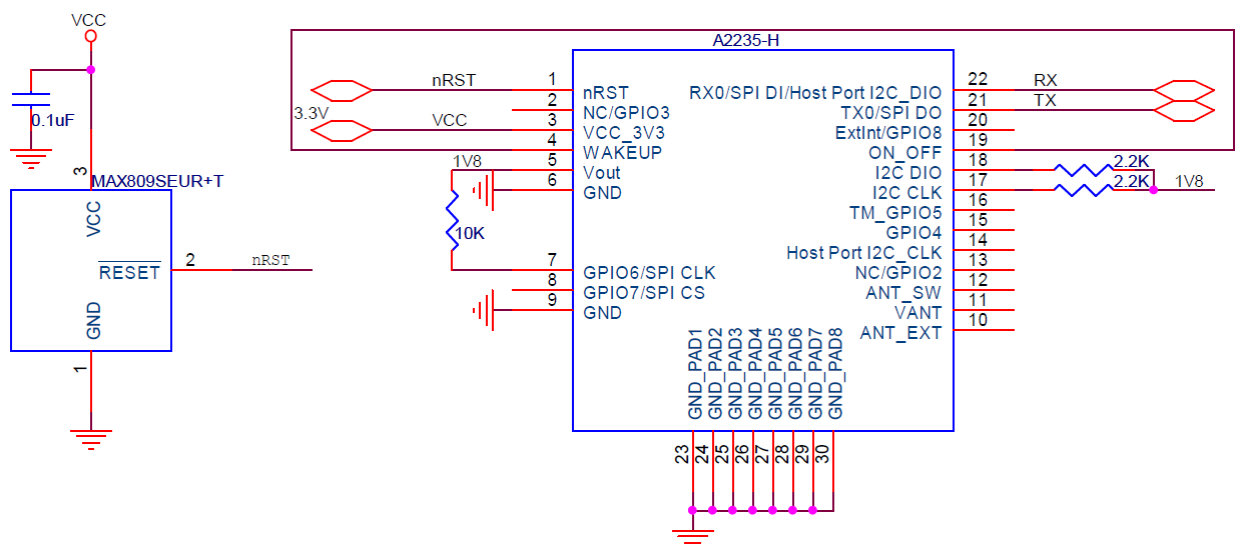 VCC
0.1uF
3
MAX809SEUR+T
VCC
RESET
2
nRST
GND
1
A2235-H
nRST
3.3V
VCC
1V8
10K
1
2
3
4
5
6
7
8
9
nRST
NC/GPIO3
VCC_3V3
WAKEUP
Vout
GND
GPIO6/SPI CLK
GPIO7/SPI CS
GND
RX0/SPI DI/Host Port I2C_DIO
TX0/SPI DO
ExtInt/GPIO8
ON_OFF
I2C DIO
I2C CLK
TM_GPIO5
GPIO4
Host Port I2C_CLK
NC/GPIO2
ANT_SW
VANT
ANT_EXT
22
21
20
19
18
17
16
15
14
13
12
11
10
RX
TX
2.2K
2.2K
1V8
GND_PAD1
GND_PAD2
GND_PAD3
GND_PAD4
GND_PAD5
GND_PAD6
GND_PAD7
GND_PAD8
23
24
25
26
27
28
29
30